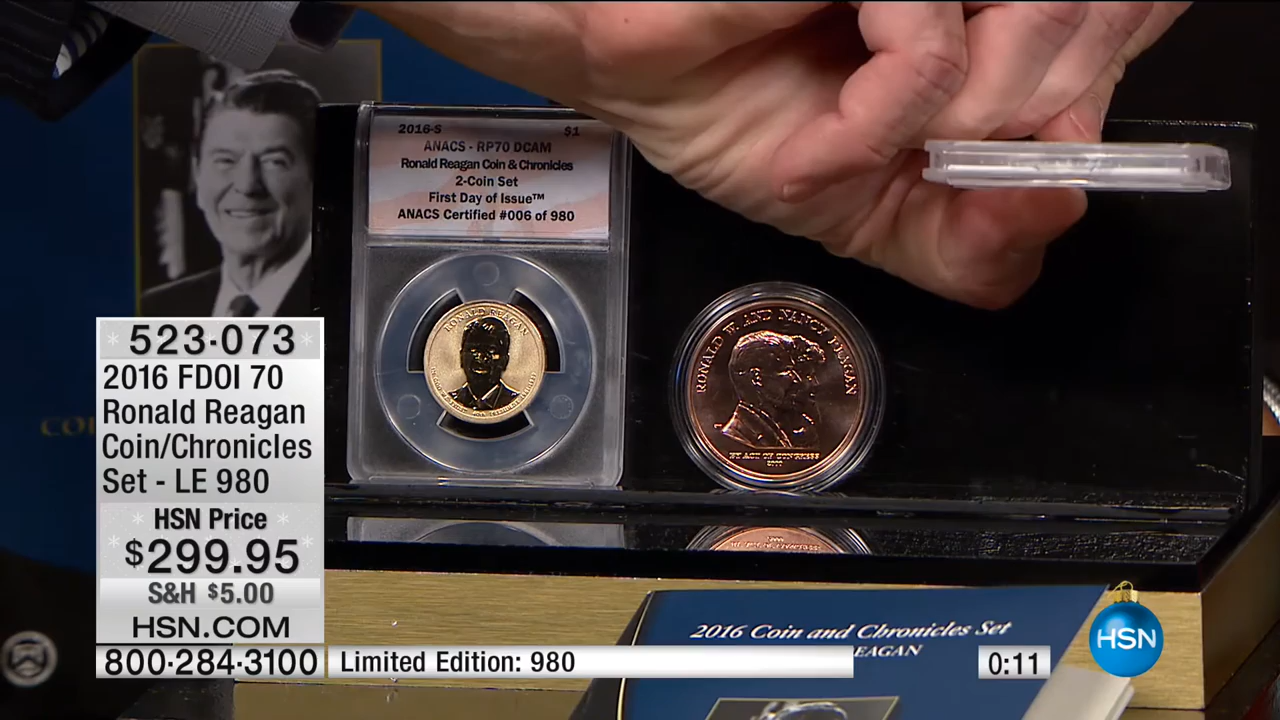 2016-S $1
ANACS - RP70 DCAM
Ronald Reagan Coin & Chronicles
2-Coin Set
First Day of Issue™
ANACS Certified #006 of 980
RONALD REAGAN
RONALD W. AND NANCY REAGAN
BY ACT OF CONGRESS
2000
523-073
2016 FDOI 70
Ronald Reagan
Coin/Chronicles
Set - LE 980
HSN Price
$299.95
S&H $5.00
HSN.COM
800-284-3100
Limited Edition: 980
0:11
HSN
2016 Coin and Chronicles Set
EAGAN